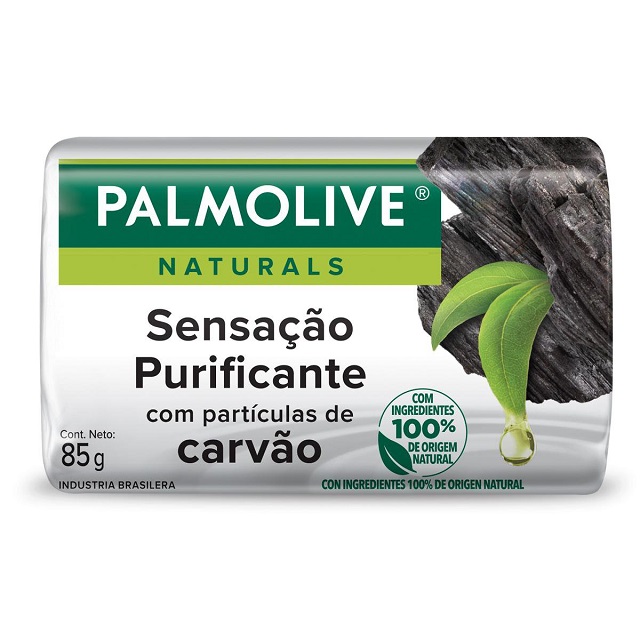 PALMOLIVE®
NATURALS
Sensação
Purificante
com partículas de
carvão
Cont. Neto:
85 g
INDUSTRIA BRASILERA
COM
INGREDIENTES
100%
DE ORIGEM
NATURAL
CON INGREDIENTES 100% DE ORIGEN NATURAL